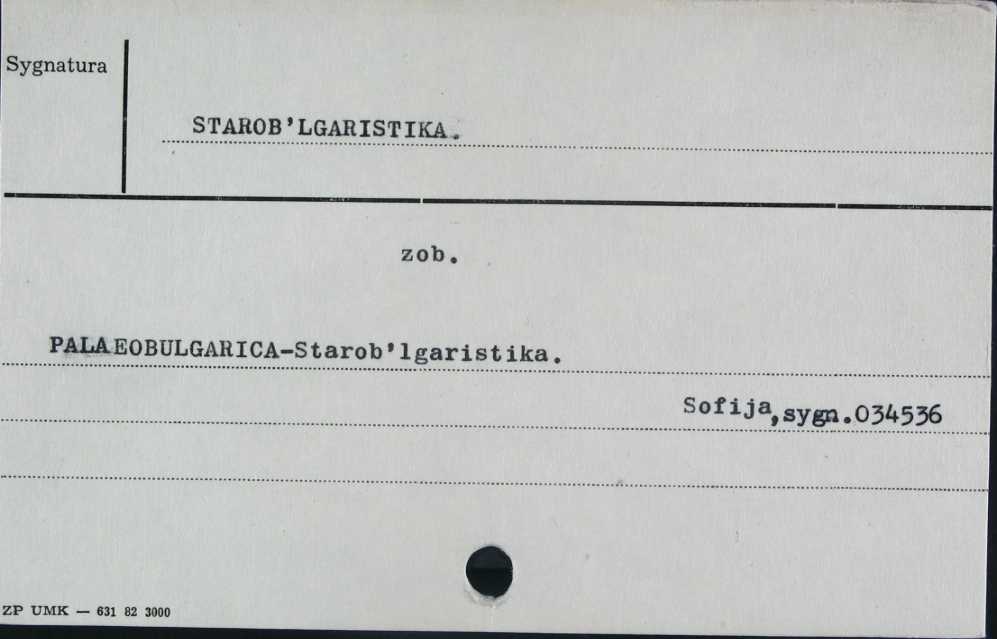 Sygnatura
STAROB'LGARISTIKA.
zob.
PALAEOBULGARICA-Starob'lgaristika.
Sofija,sygn.034536
ZP UMK — 631 82 3000